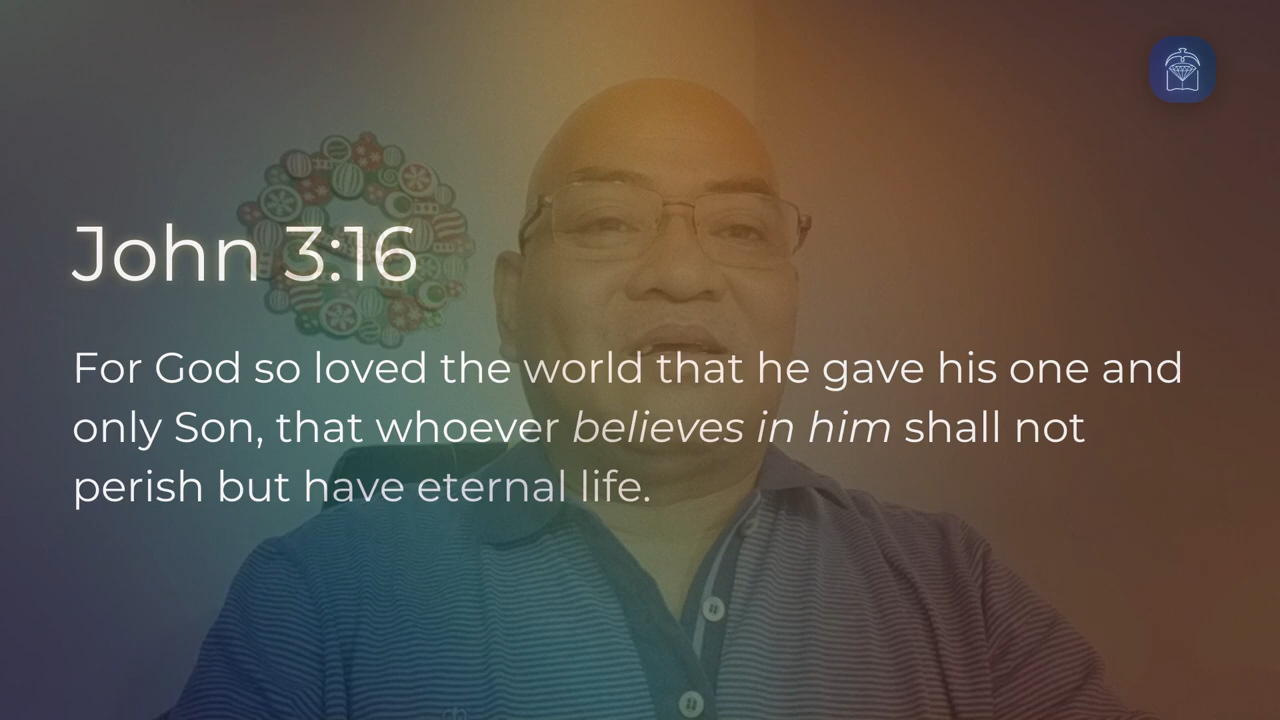 John 3:16
For God so loved the world that he gave his one and
only Son, that whoever believes in him shall not
perish but have eternal life.